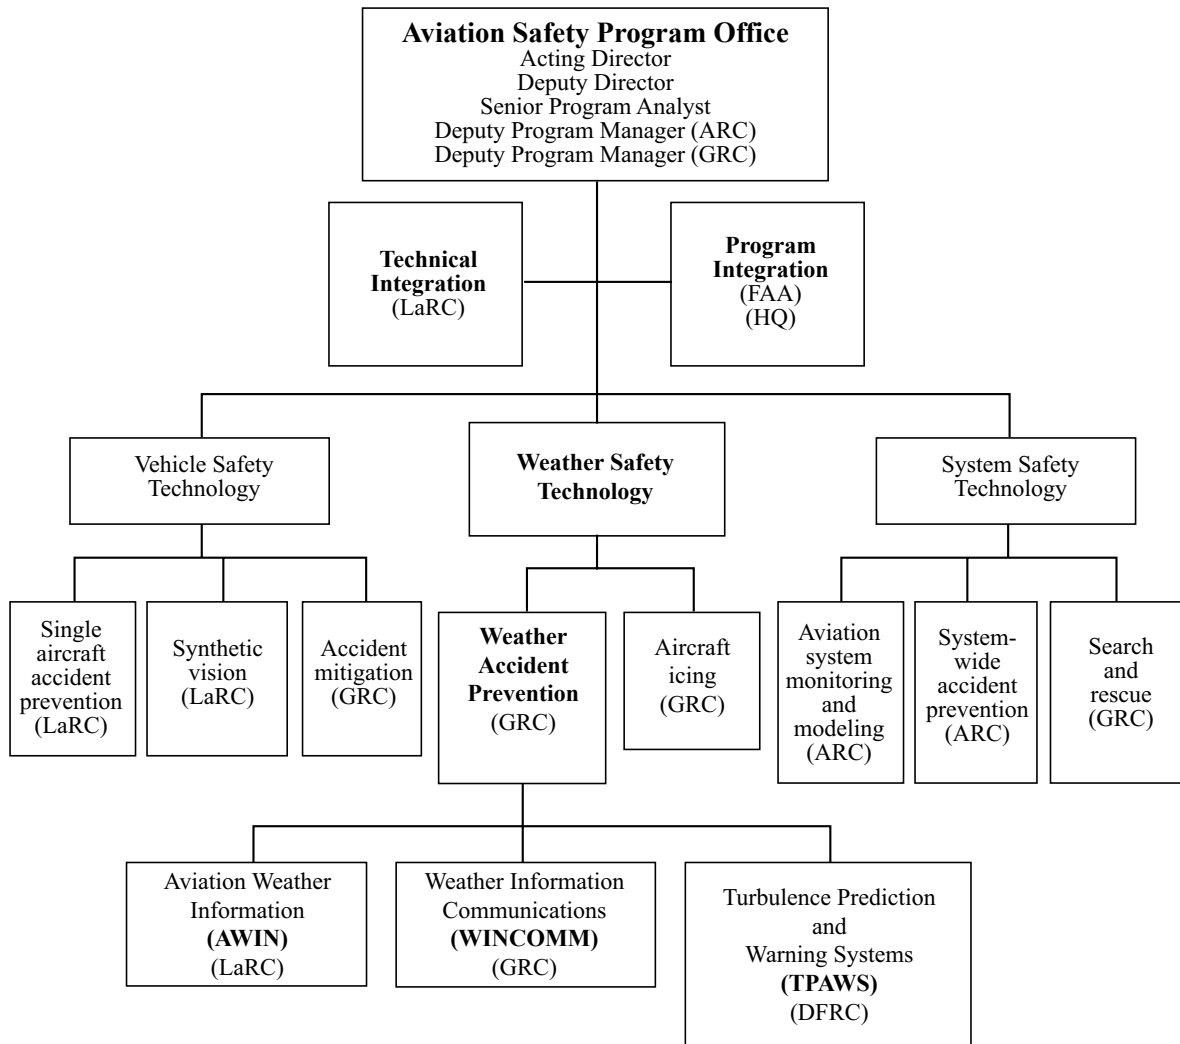 Aviation Safety Program Office
Acting Director
Deputy Director
Senior Program Analyst
Deputy Program Manager (ARC)
Deputy Program Manager (GRC)
Technical
Integration
(LaRC)
Program
Integration
(FAA)
(HQ)
Vehicle Safety
Technology
Weather Safety
Technology
System Safety
Technology
Single
aircraft
accident
prevention
(LaRC)
Synthetic
vision
(LaRC)
Accident
mitigation
(GRC)
Weather
Accident
Prevention
(GRC)
Aircraft
icing
(GRC)
Aviation
system
monitoring
and
modeling
(ARC)
System-
wide
accident
prevention
(ARC)
Search
and
rescue
(GRC)
Aviation Weather
Information
(AWIN)
(LaRC)
Weather Information
Communications
(WINCOMM)
(GRC)
Turbulence Prediction
and
Warning Systems
(TPAWS)
(DFRC)